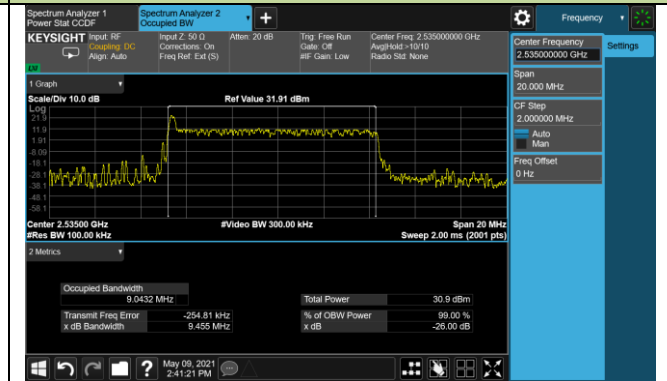 Spectrum Analyzer 1
Power Stat CCDF
Spectrum Analyzer 2
Occupied BW
Frequency
KEYSIGHT
Input: RF
Coupling: DC
Align: Auto
Input Z: 50 Ω
Corrections: On
Freq Ref: Ext (S)
Atten: 20 dB
Trig: Free Run
Gate: Off
#IF Gain: Low
Center Freq: 2.535000000 GHz
Avg|Hold:>10/10
Radio Std: None
LW
Center Frequency
2.535000000 GHz
Settings
Span
20.000 MHz
CF Step
2.000000 MHz
Auto
Man
Freq Offset
0 Hz
1 Graph
Scale/Div 10.0 dB
Ref Value 31.91 dBm
Log
21.9
11.9
1.91
-8.09
-18.1
-28.1
-38.1
-48.1
-58.1
Center 2.53500 GHz
#Video BW 300.00 kHz
Span 20 MHz
#Res BW 100.00 kHz
Sweep 2.00 ms (2001 pts)
2 Metrics
Occupied Bandwidth
9.0432 MHz
Total Power
30.9 dBm
Transmit Freq Error
-254.81 kHz
% of OBW Power
99.00 %
x dB Bandwidth
9.455 MHz
x dB
-26.00 dB
?
May 09, 2021
2:41:21 PM